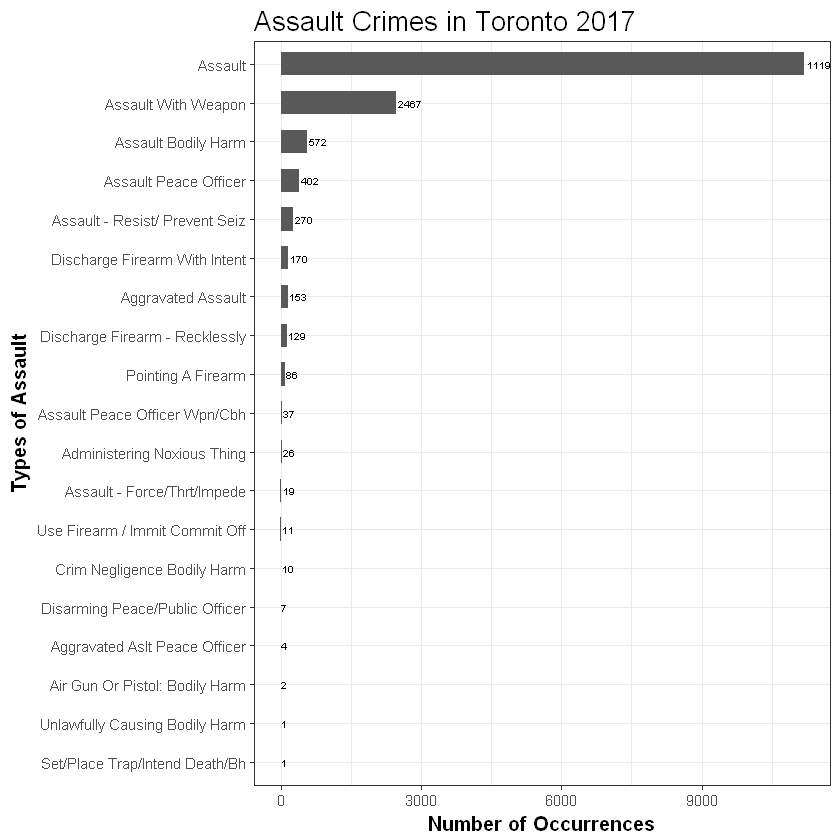 Assault Crimes in Toronto 2017
Types of Assault
Assault 1119
Assault With Weapon 2467
Assault Bodily Harm 572
Assault Peace Officer 402
Assault - Resist/ Prevent Seiz 270
Discharge Firearm With Intent 170
Aggravated Assault 153
Discharge Firearm - Recklessly 129
Pointing A Firearm 86
Assault Peace Officer Wpn/Cbh 37
Administering Noxious Thing 26
Assault - Force/Thrt/Impede 19
Use Firearm / Immit Commit Off 11
Crim Negligence Bodily Harm 10
Disarming Peace/Public Officer 7
Aggravated Aslt Peace Officer 4
Air Gun Or Pistol: Bodily Harm 2
Unlawfully Causing Bodily Harm 1
Set/Place Trap/Intend Death/Bh 1
0 3000 6000 9000
Number of Occurrences